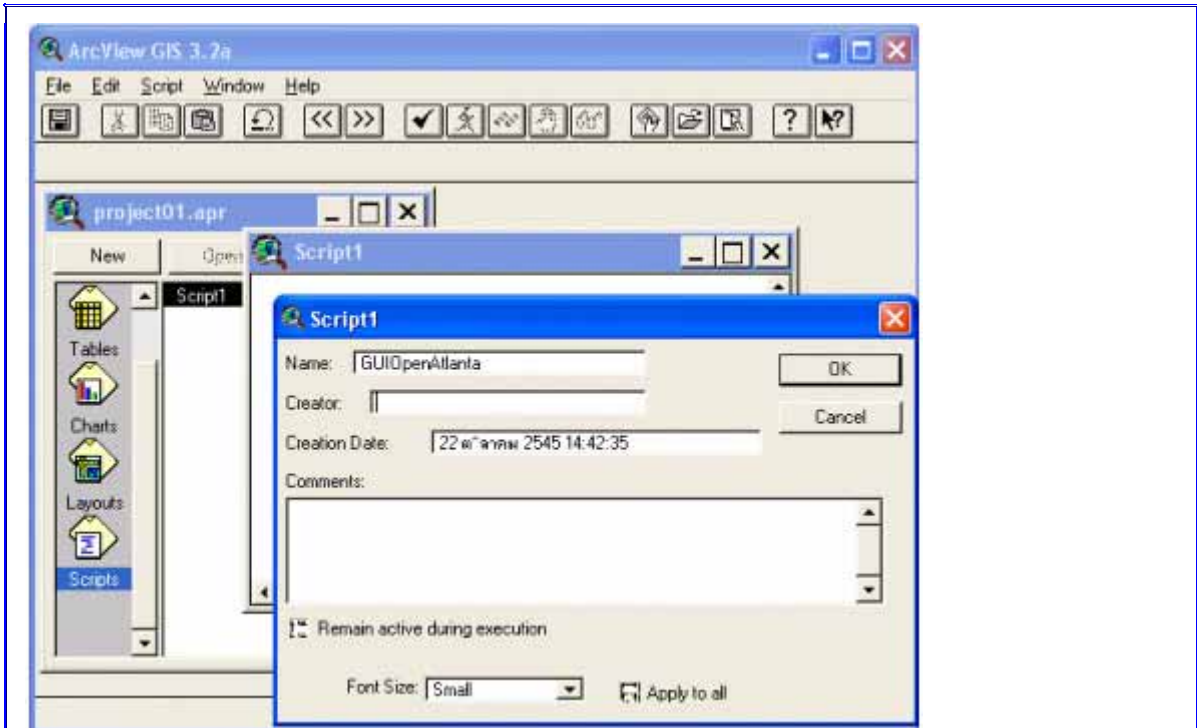 ArcView GIS 3.2a
File Edit Script Window Help
project01.apr
New Open
Script1
Script1
Tables
Charts
Layouts
Scripts
Script1
Name: GUIOpenAtlanta
OK
Creator:
Cancel
Creation Date: 22 2545 14:42:35
Comments:
Remain active during execution
Font Size: Small
Apply to all